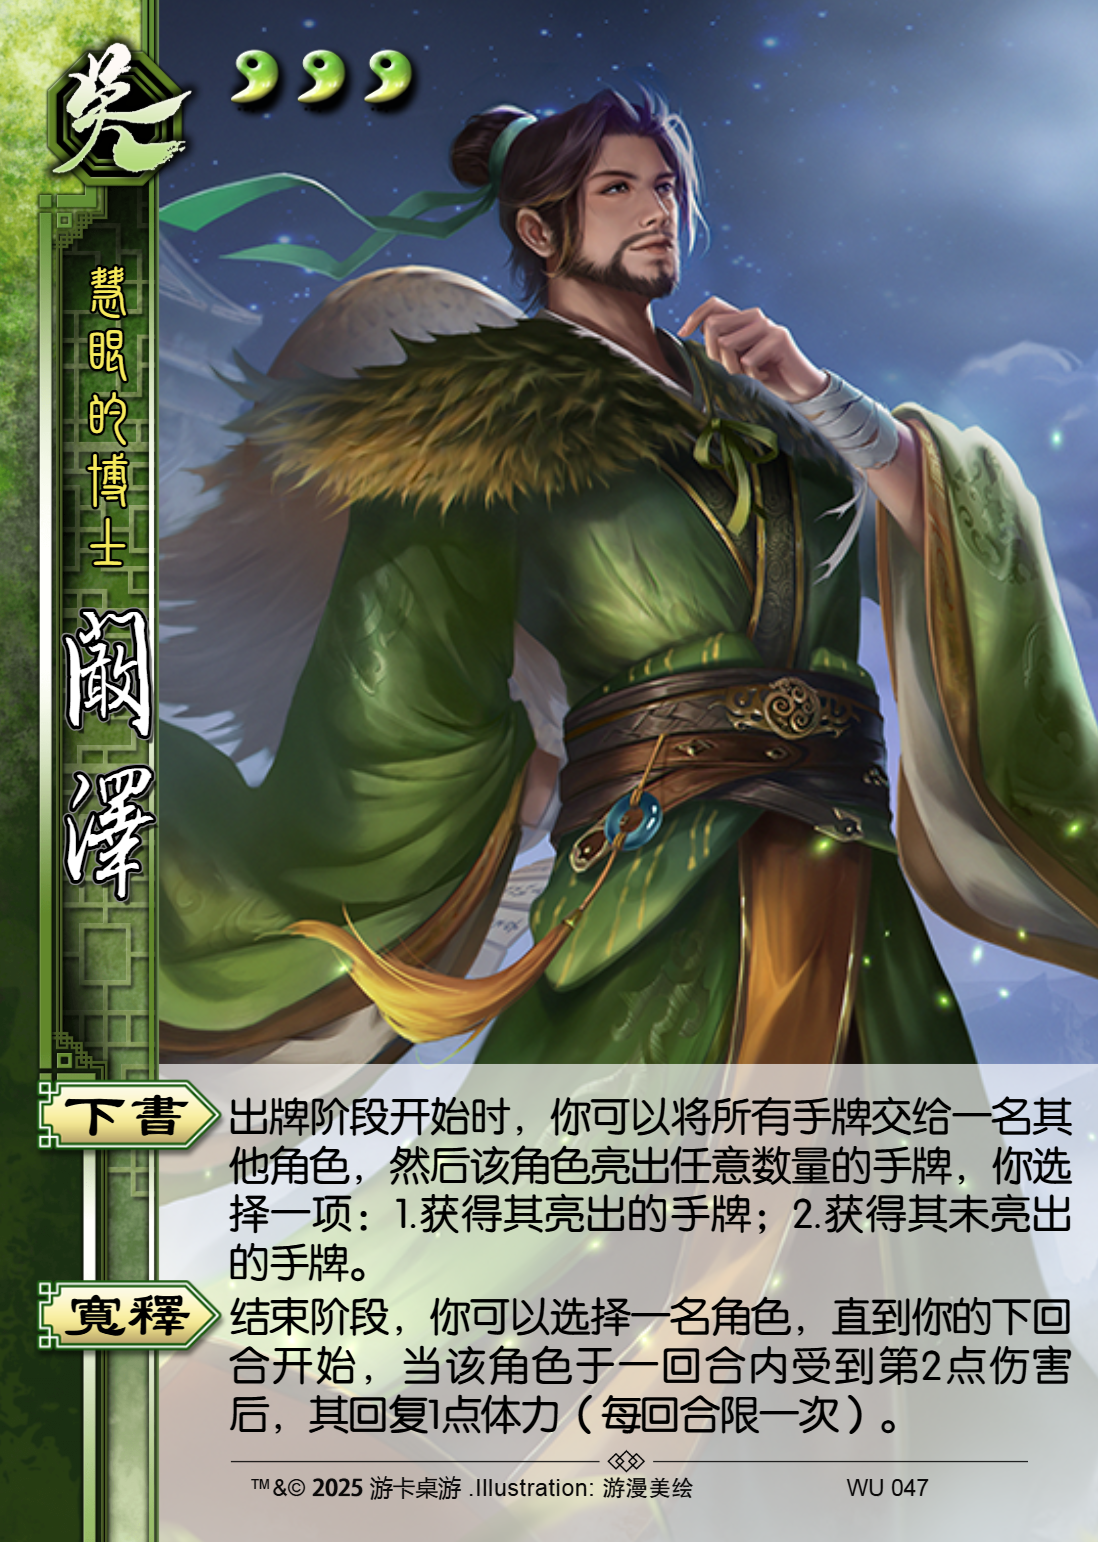 吴
慧眼的博士
阚澤
下書
出牌阶段开始时，你可以将所有手牌交给一名其
他角色，然后该角色亮出任意数量的手牌，你选
择一项：1.获得其亮出的手牌；2.获得其未亮出
的手牌。
寬釋
结束阶段，你可以选择一名角色，直到你的下回
合开始，当该角色于一回合内受到第2点伤害
后，其回复1点体力（每回合限一次）。
™&© 2025 游卡桌游 .Illustration: 游漫美绘
WU 047